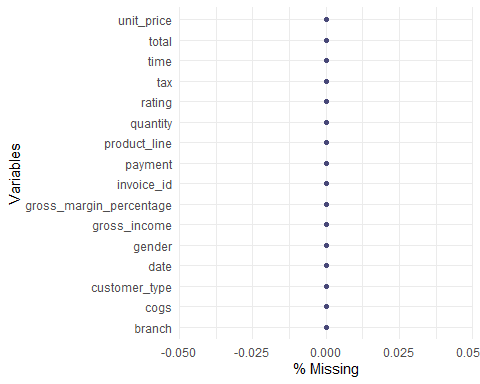 unit_price
total
time
tax
rating
quantity
product_line
payment
invoice_id
gross_margin_percentage
gross_income
gender
date
customer_type
cogs
branch
Variables
-0.050 -0.025 0.000 0.025 0.05
% Missing